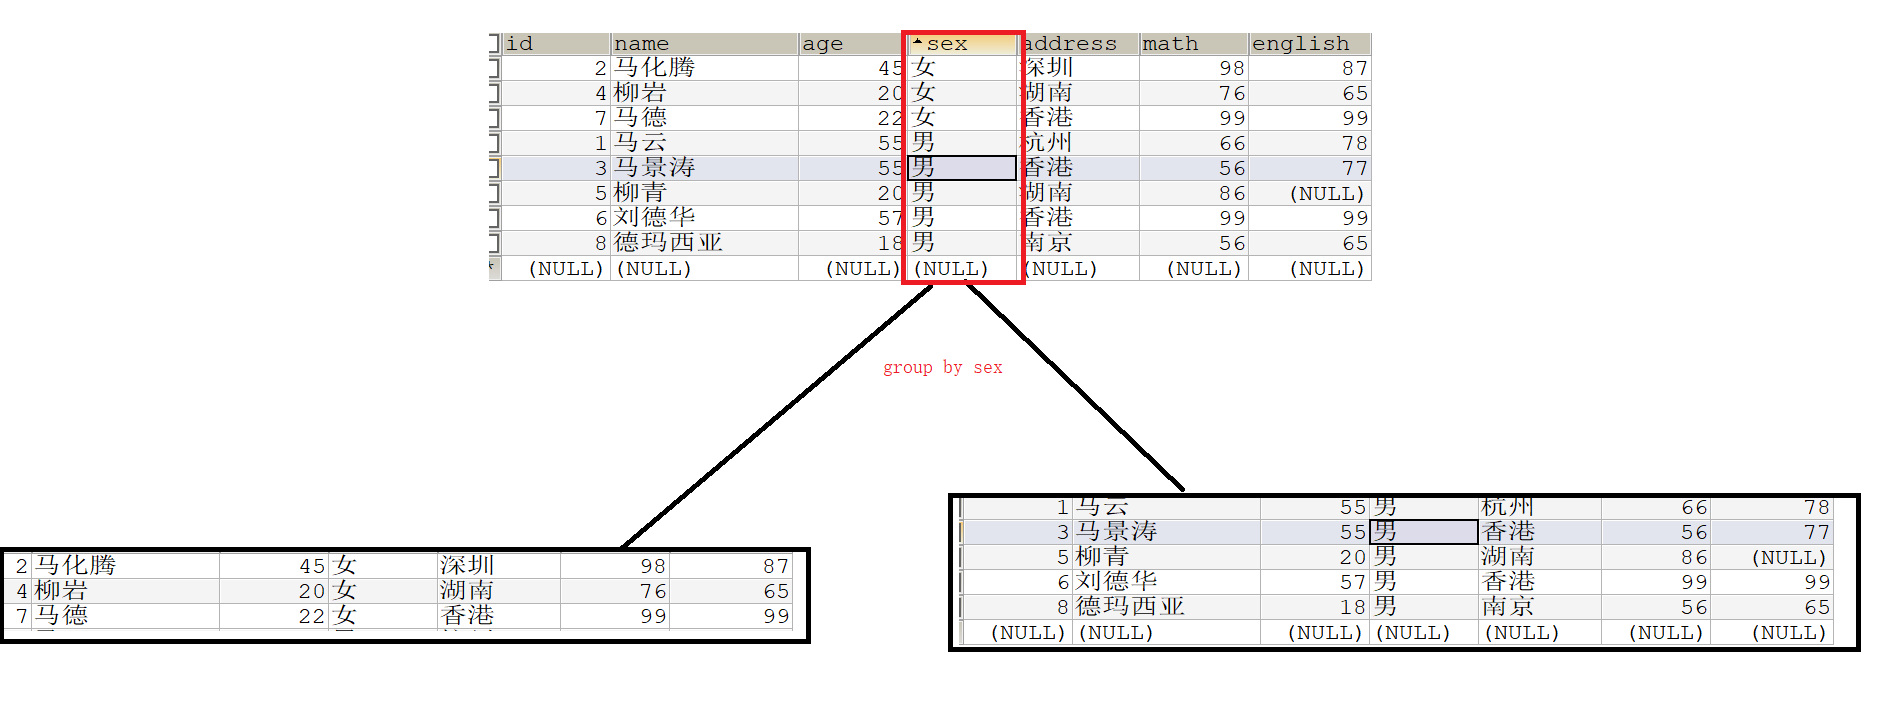 id name age sex address math english
2 马化腾 45 女 深圳 98 87
4 柳岩 20 女 湖南 76 65
7 马德 22 女 香港 99 99
1 马云 55 男 杭州 66 78
3 马景涛 55 男 香港 56 77
5 柳青 20 男 湖南 86 (NULL)
6 刘德华 57 男 香港 99 99
8 德玛西亚 18 男 南京 56 65
* (NULL) (NULL) (NULL) (NULL) (NULL) (NULL) (NULL)
group by sex
2 马化腾 45 女 深圳 98 87
4 柳岩 20 女 湖南 76 65
7 马德 22 女 香港 99 99
1 马云 55 男 杭州 66 78
3 马景涛 55 男 香港 56 77
5 柳青 20 男 湖南 86 (NULL)
6 刘德华 57 男 香港 99 99
8 德玛西亚 18 男 南京 56 65
(NULL) (NULL) (NULL) (NULL) (NULL) (NULL) (NULL)